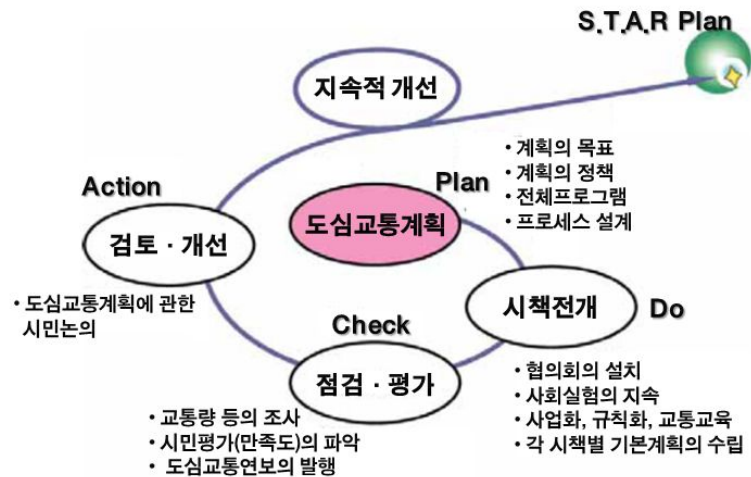 S.T.A.R Plan
지속적 개선
Plan
• 계획의 목표
• 계획의 정책
• 전체프로그램
• 프로세스 설계
도심교통계획
Action
검토 · 개선
• 도심교통계획에 관한
시민논의
시책전개
Do
• 협의회의 설치
• 사회실험의 지속
• 사업화, 규칙화, 교통교육
• 각 시책별 기본계획의 수립
Check
점검 · 평가
• 교통량 등의 조사
• 시민평가(만족도)의 파악
• 도심교통연보의 발행